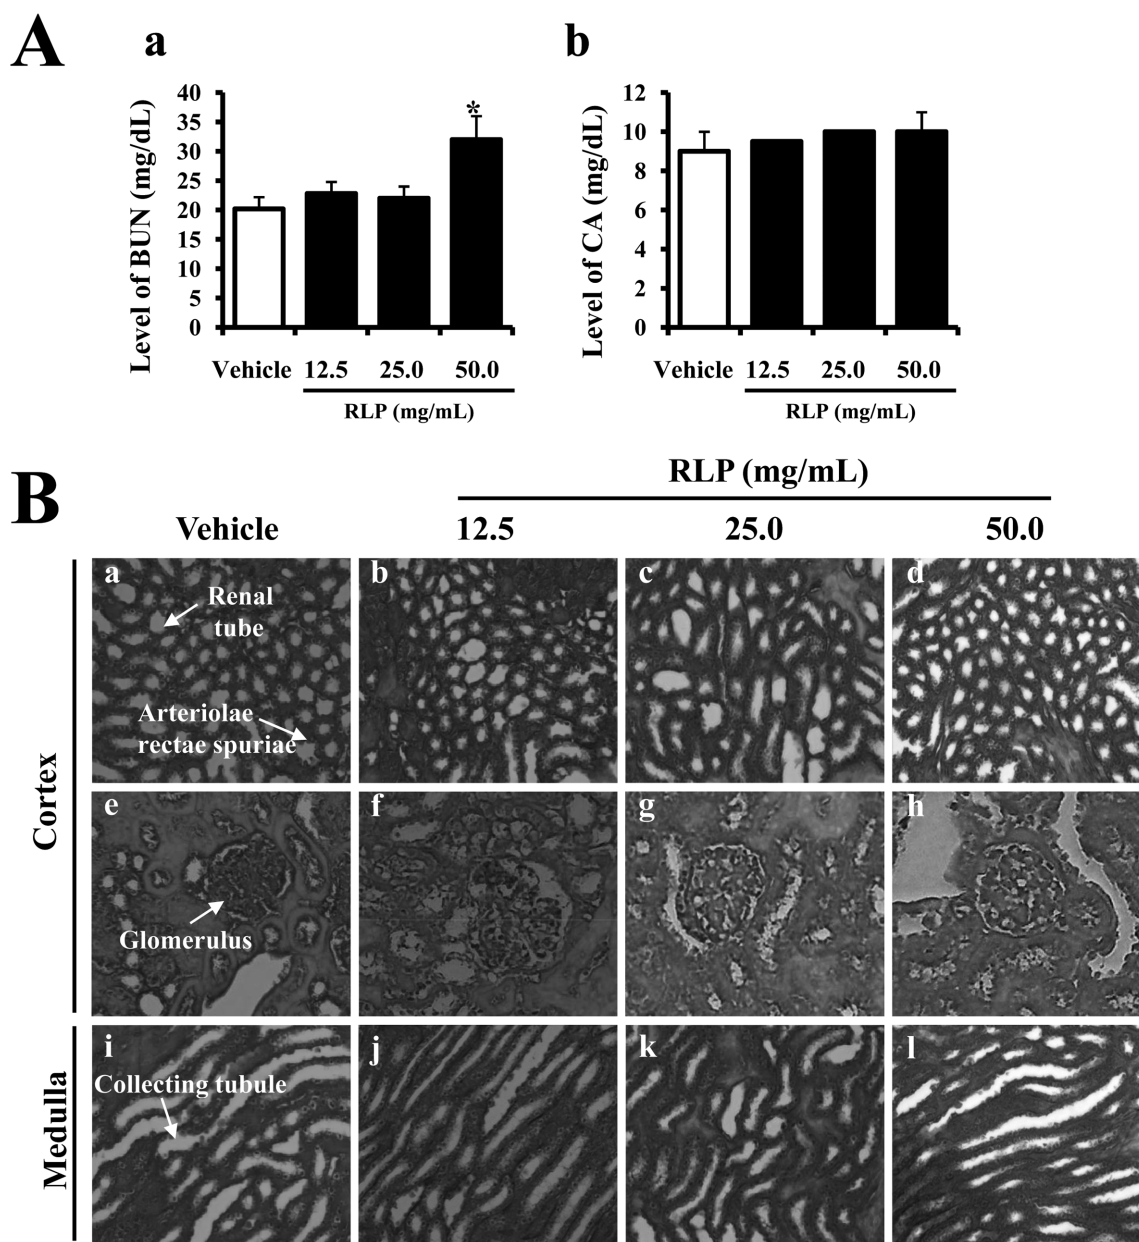 A
a
b
Level of BUN (mg/dL)
40
35
30
25
20
15
10
5
0
*
Vehicle 12.5 25.0 50.0
RLP (mg/mL)
Level of CA (mg/dL)
12
10
8
6
4
2
0
Vehicle 12.5 25.0 50.0
RLP (mg/mL)
B
RLP (mg/mL)
Vehicle 12.5 25.0 50.0
Cortex
a b c d
Renal
tube
Arteriolae
rectae spuriae
e f g h
Glomerulus
Medulla
i j k l
Collecting tubule